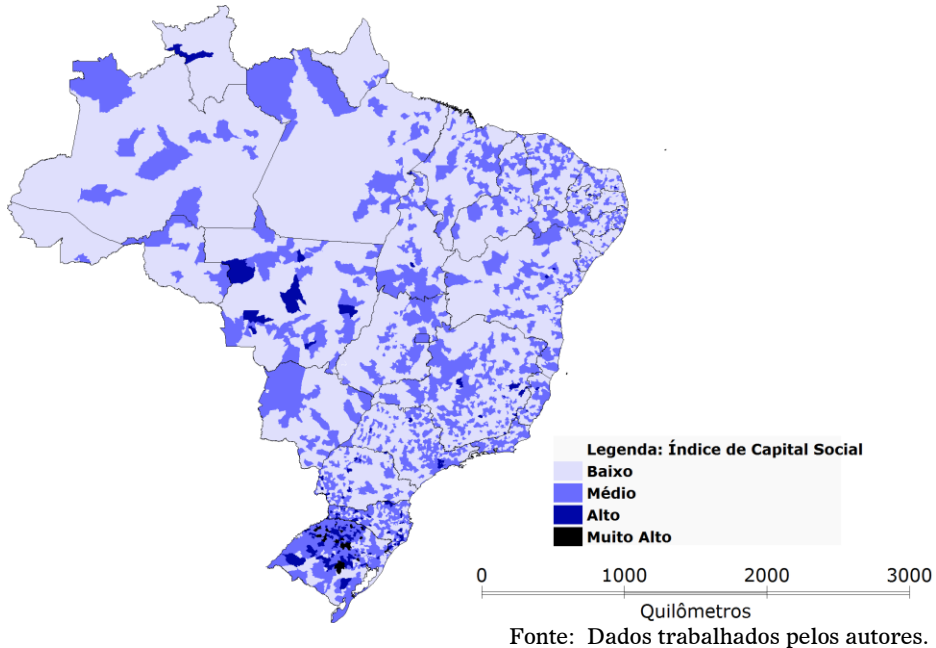 Legenda: Índice de Capital Social
Baixo
Médio
Alto
Muito Alto
0 1000 2000 3000
Quilômetros
Fonte: Dados trabalhados pelos autores.